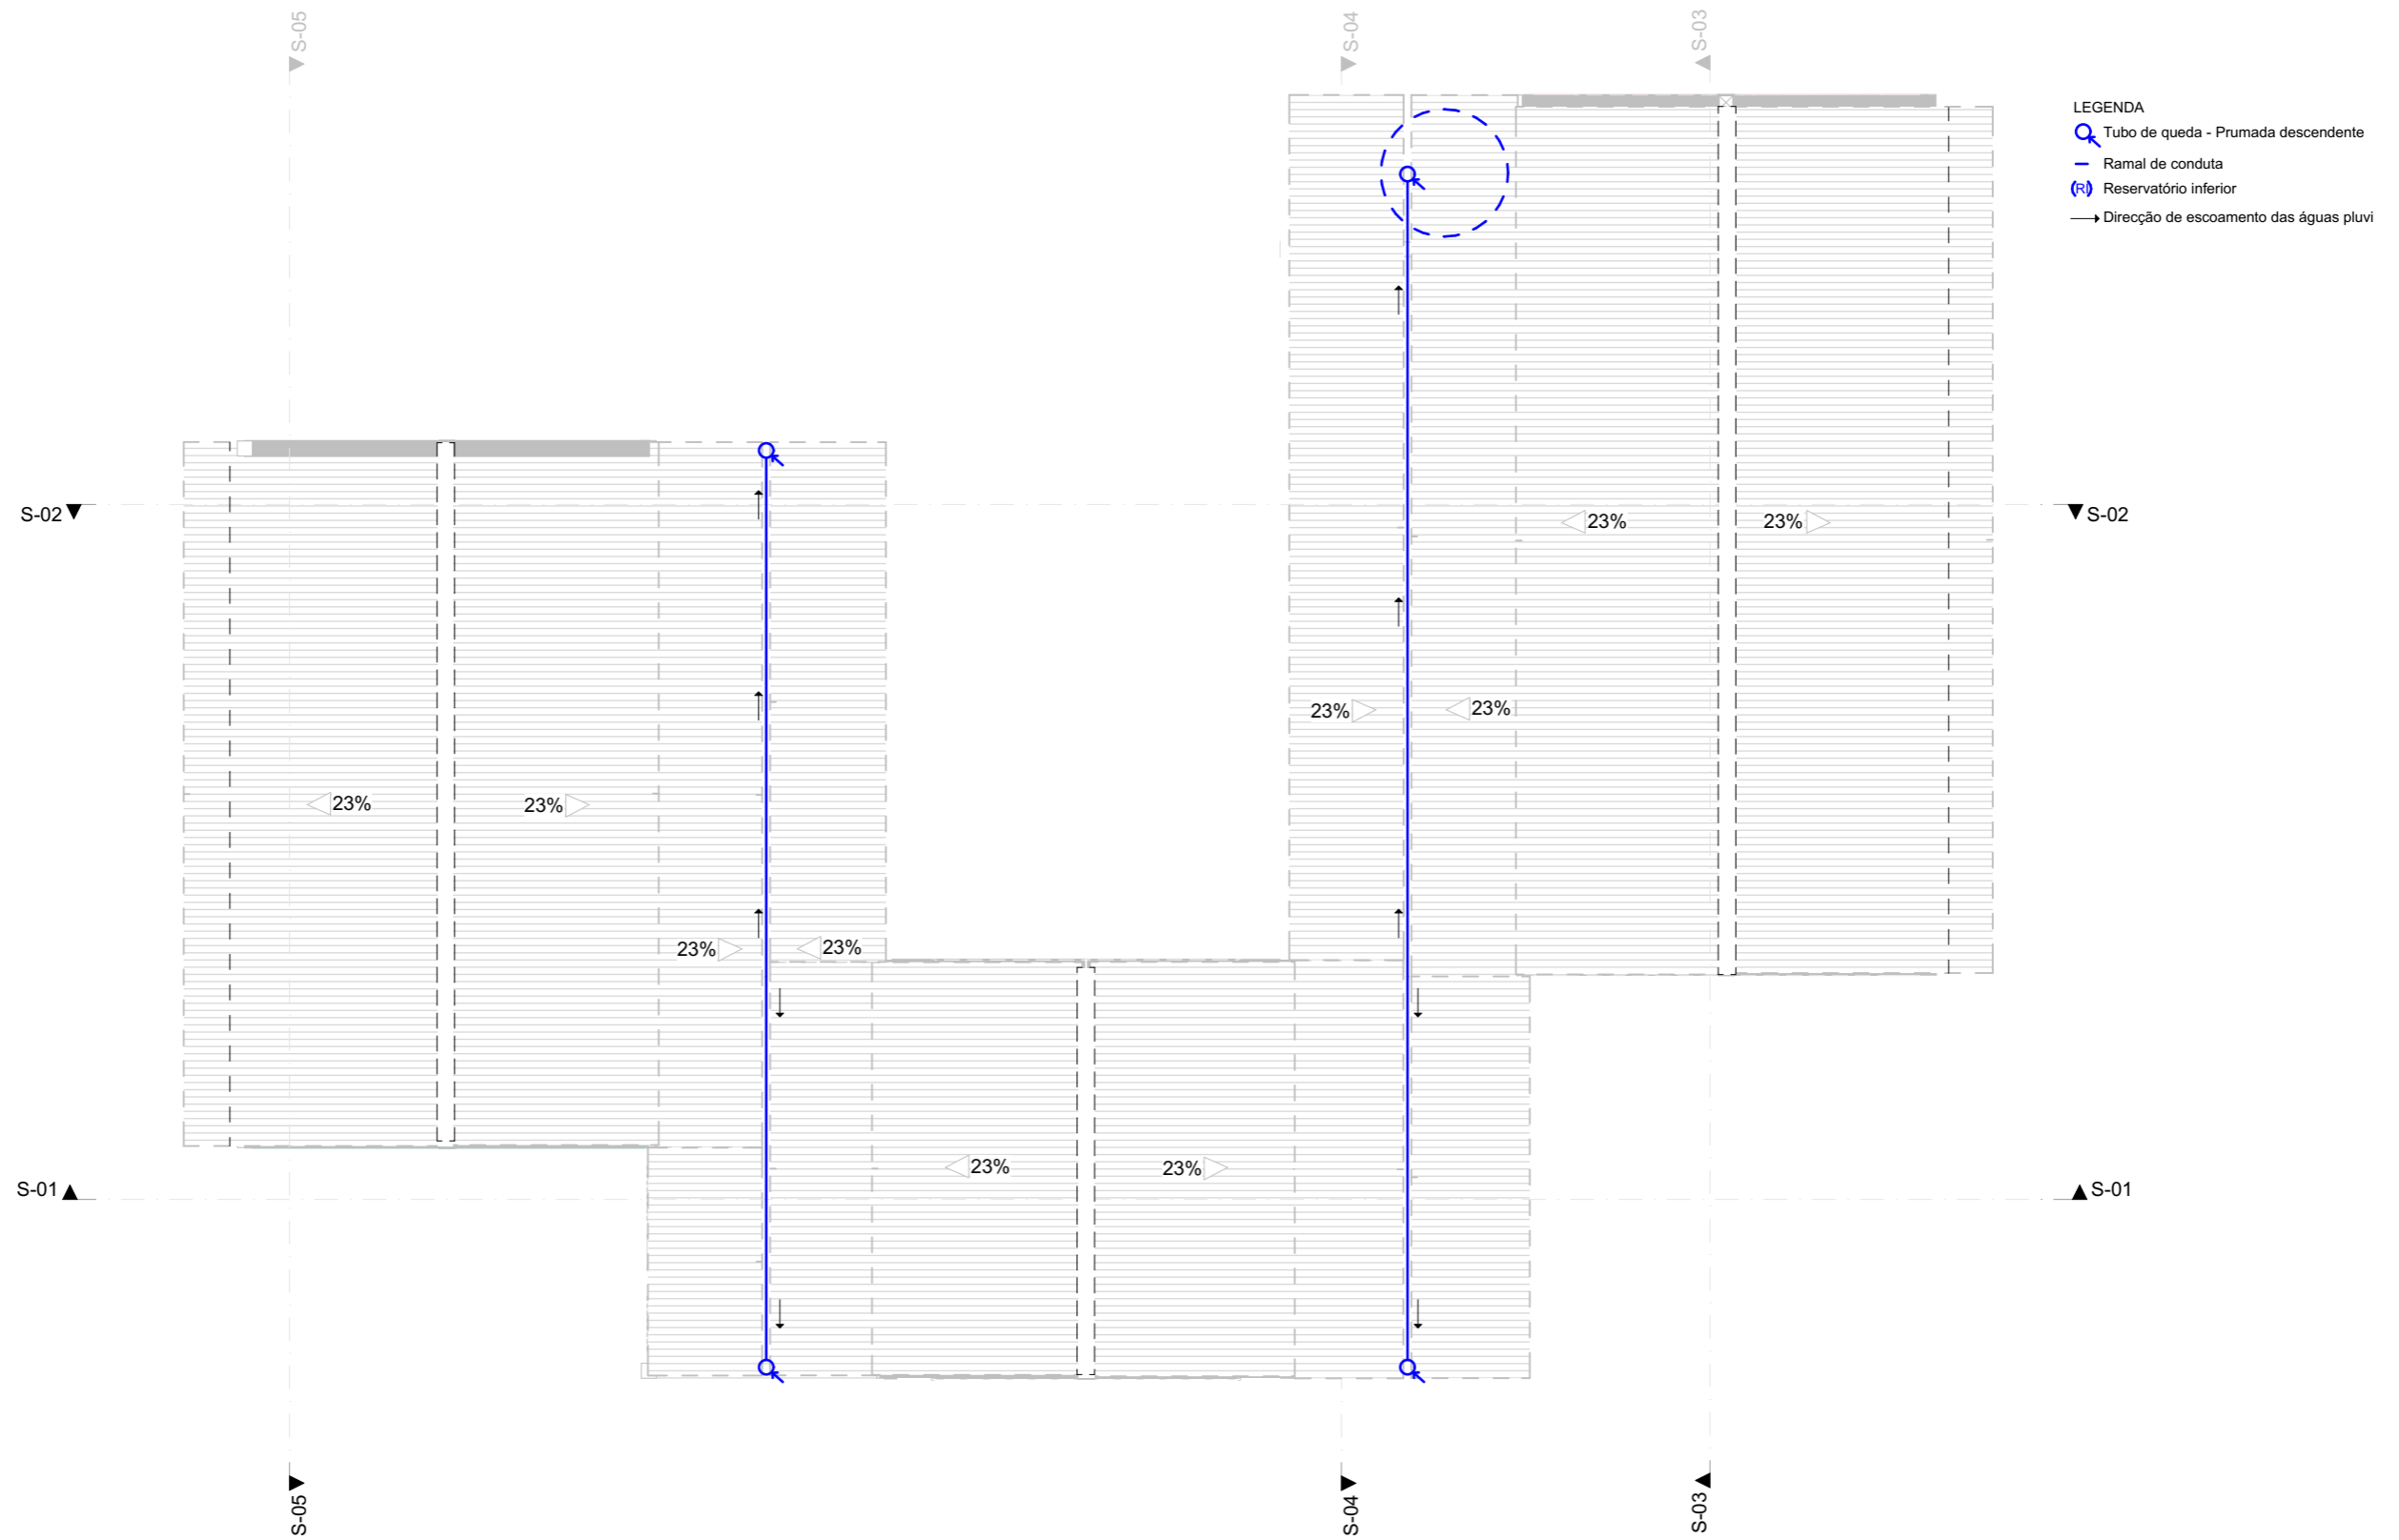 S-05
S-04
S-03
LEGENDA
Tubo de queda - Prumada descendente
Ramal de conduta
(RI) Reservatório inferior
Direcção de escoamento das águas pluvi
S-02
S-02
23%
23%
23%
23%
23%
23%
23%
23%
23%
23%
S-01
S-01
S-05
S-04
S-03